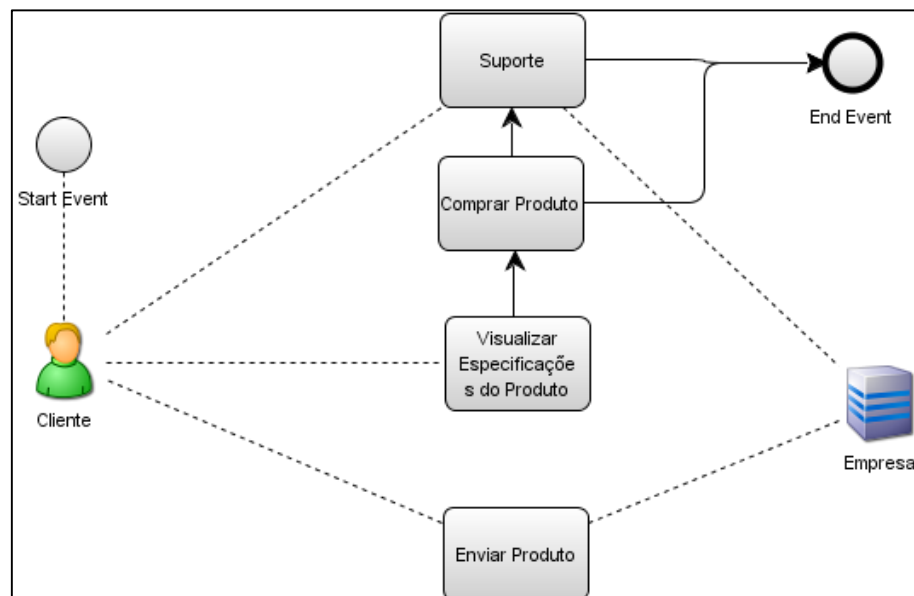 Suporte
End Event
Start Event
Comprar Produto
Visualizar
Especificaçõe
s do Produto
Cliente
Empresa
Enviar Produto